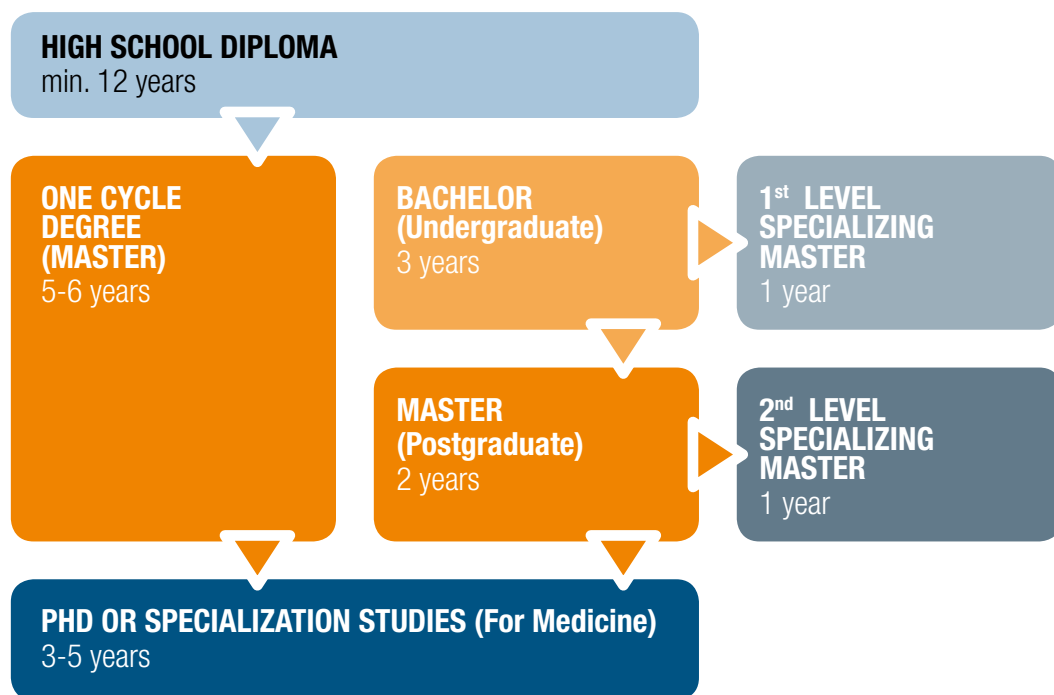 HIGH SCHOOL DIPLOMA
min. 12 years
ONE CYCLE
DEGREE
(MASTER)
5-6 years
BACHELOR
(Undergraduate)
3 years
1st LEVEL
SPECIALIZING
MASTER
1 year
MASTER
(Postgraduate)
2 years
2nd LEVEL
SPECIALIZING
MASTER
1 year
PHD OR SPECIALIZATION STUDIES (For Medicine)
3-5 years